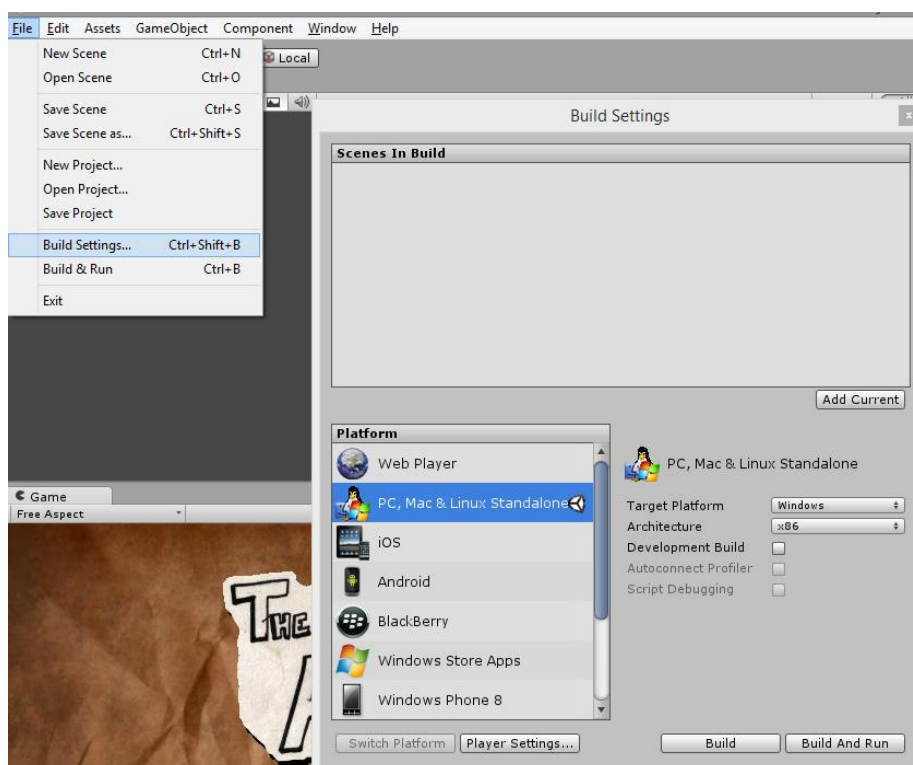 File Edit Assets GameObject Component Window Help
New Scene Ctrl+N
Open Scene Ctrl+O
Save Scene Ctrl+S
Save Scene as... Ctrl+Shift+S
New Project...
Open Project...
Save Project
Build Settings... Ctrl+Shift+B
Build & Run Ctrl+B
Exit
Local
Build Settings
Scenes In Build
Add Current
Platform
Web Player
PC, Mac & Linux Standalone
iOS
Android
BlackBerry
Windows Store Apps
Windows Phone 8
PC, Mac & Linux Standalone
Target Platform Windows
Architecture x86
Development Build
Autoconnect Profiler
Script Debugging
Switch Platform Player Settings... Build Build And Run
Game
Free Aspect
THE